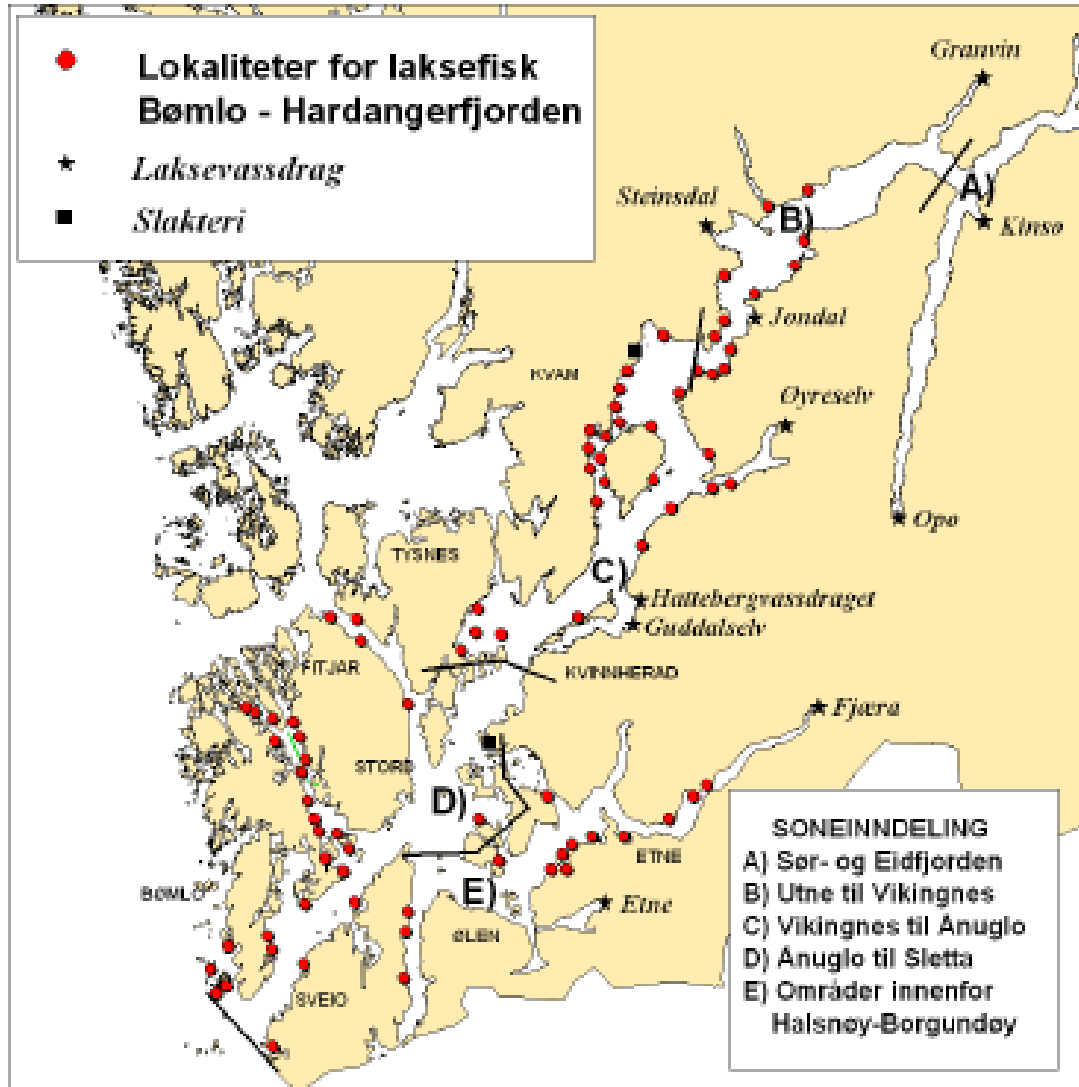 Lokaliteter for laksefisk
Bømlo - Hardangerfjorden
Laksevassdrag
Slakteri
Granvin
A)
Steinsdal
B)
Kinso
Jondal
KVAM
Øyreselv
Opo
TYSNES
C)
Hattebergvassdraget
Guddalselv
FITJAR
KVINNHERAD
Fjæra
STORD
D)
ETNE
BØMLO
E)
Etne
ØLEN
SVEIO
SONEINNDELING
A) Sør- og Eidfjorden
B) Utne til Vikingnes
C) Vikingnes til Ånuglo
D) Ånuglo til Sletta
E) Områder innenfor
Halsnøy-Borgundøy